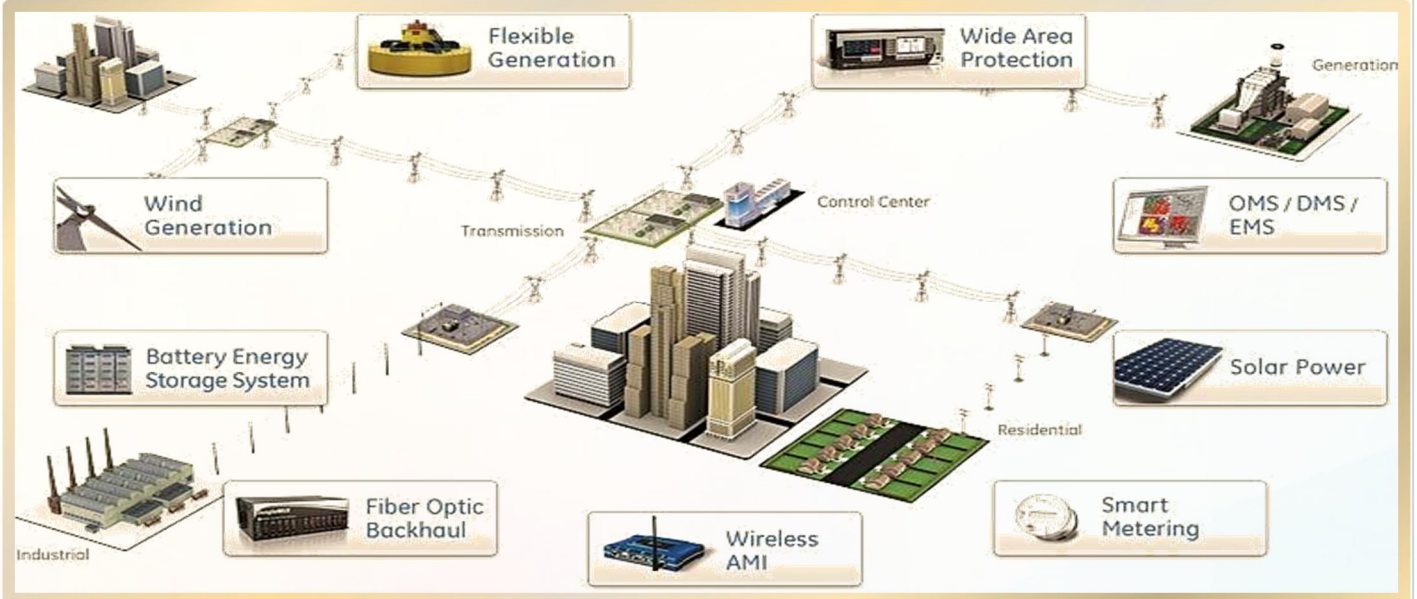 Flexible
Generation
Wide Area
Protection
Generation
Wind
Generation
Transmission
Control Center
OMS / DMS /
EMS
Battery Energy
Storage System
Solar Power
Residential
Industrial
Fiber Optic
Backhaul
Wireless
AMI
Smart
Metering